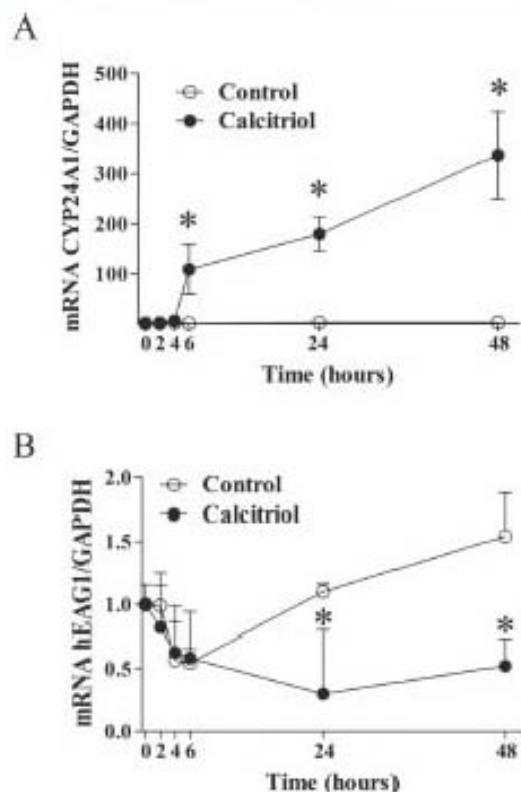 A
mRNA CYP24A1/GAPDH
500
400
300
200
100
Control
Calcitriol
*
*
*
0 2 4 6 24 48
Time (hours)
B
mRNA hEAG1/GAPDH
2.0
1.5
1.0
0.5
0.0
Control
Calcitriol
*
*
0 2 4 6 24 48
Time (hours)